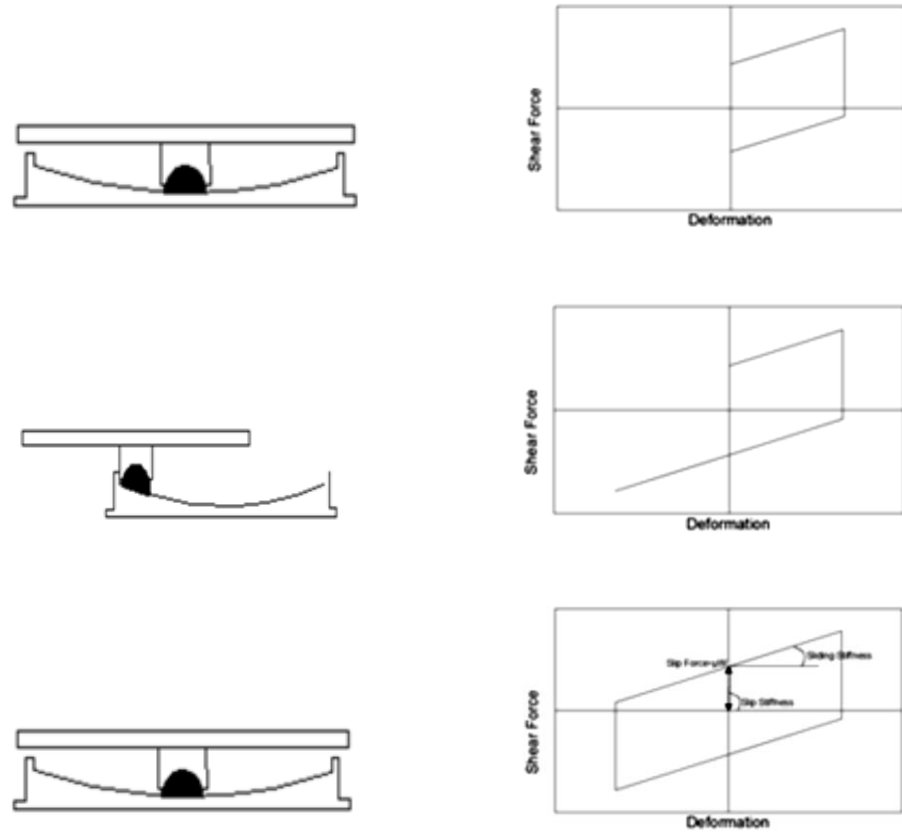 Shear Force
Deformation
Shear Force
Deformation
Slip Force-μW
Sliding Stiffness
Slip Stiffness
Shear Force
Deformation